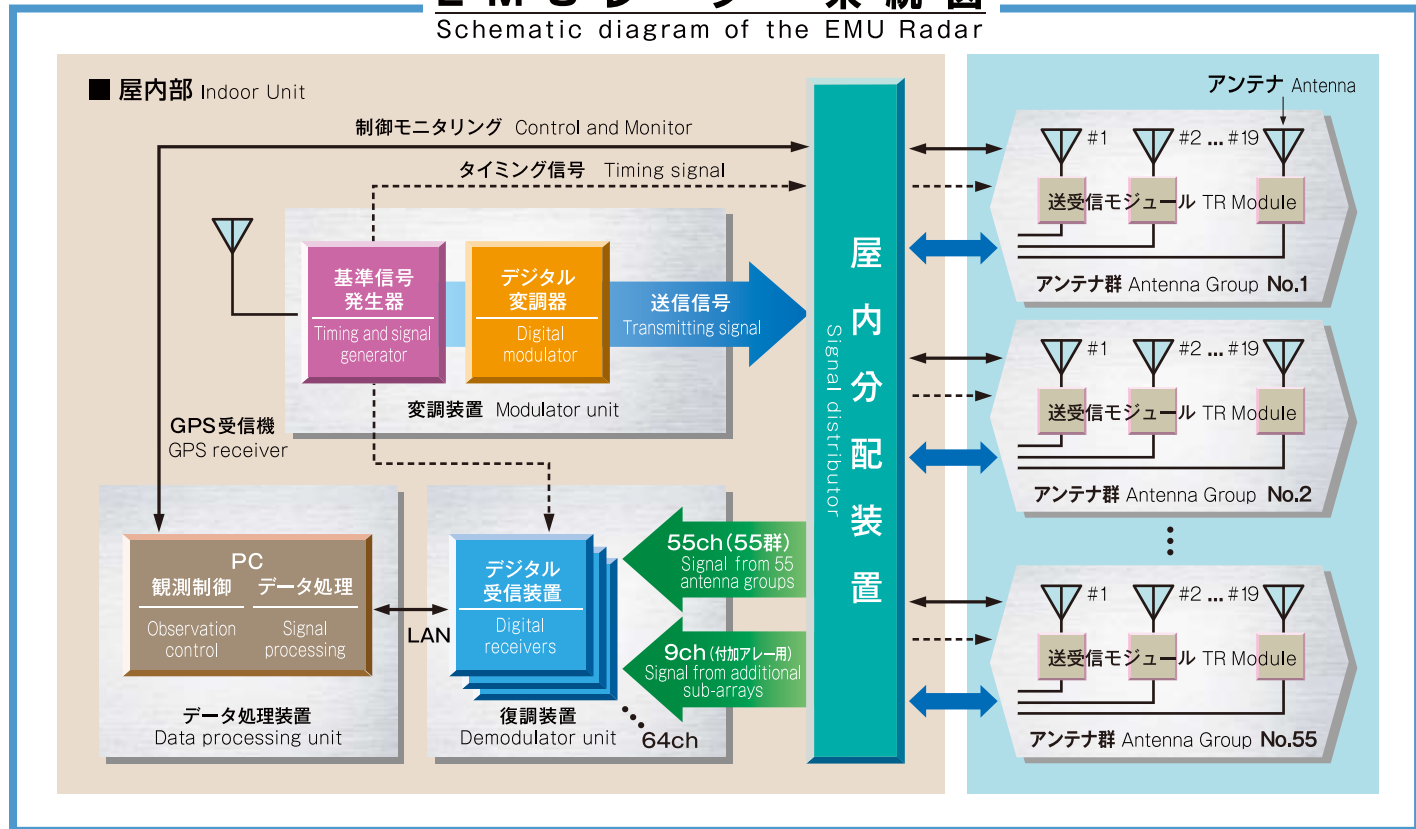 Schematic diagram of the EMU Radar
■ 屋内部 Indoor Unit
制御モニタリング Control and Monitor
タイミング信号 Timing signal
基準信号
発生器
Timing and signal
generator
デジタル
変調器
Digital
modulator
送信信号
Transmitting signal
変調装置 Modulator unit
GPS受信機
GPS receiver
PC
観測制御
Observation
control
データ処理
Signal
processing
データ処理装置
Data processing unit
LAN
デジタル
受信装置
Digital
receivers
復調装置
Demodulator unit
64ch
55ch(55群)
Signal from 55
antenna groups
9ch(付加アレー用)
Signal from additional
sub-arrays
屋内分配装置
Signal distributor
アンテナ Antenna
#1 #2 ... #19
送受信モジュール TR Module
アンテナ群 Antenna Group No.1
#1 #2 ... #19
送受信モジュール TR Module
アンテナ群 Antenna Group No.2
#1 #2 ... #19
送受信モジュール TR Module
アンテナ群 Antenna Group No.55